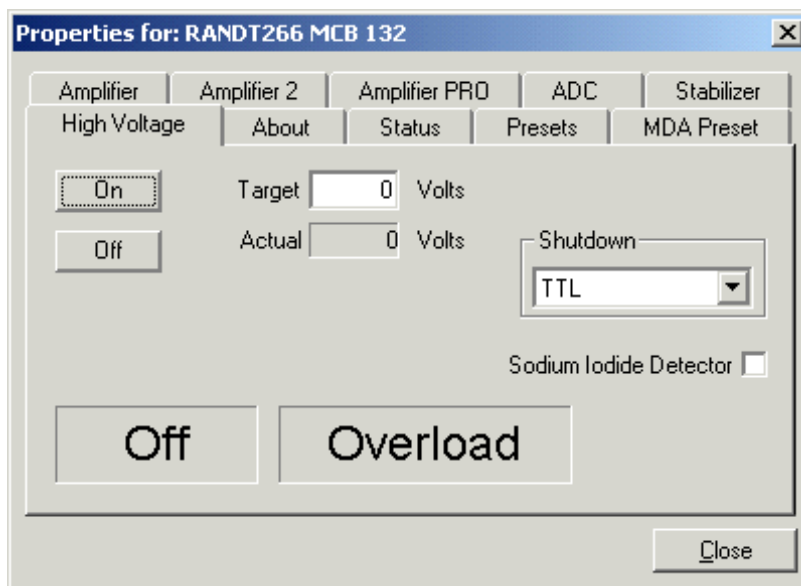 Properties for: RANDT266 MCB 132
Amplifier Amplifier 2 Amplifier PRO ADC Stabilizer
High Voltage About Status Presets MDA Preset
On Target 0 Volts
Off Actual 0 Volts
Shutdown
TTL
Sodium Iodide Detector
Off Overload
Close